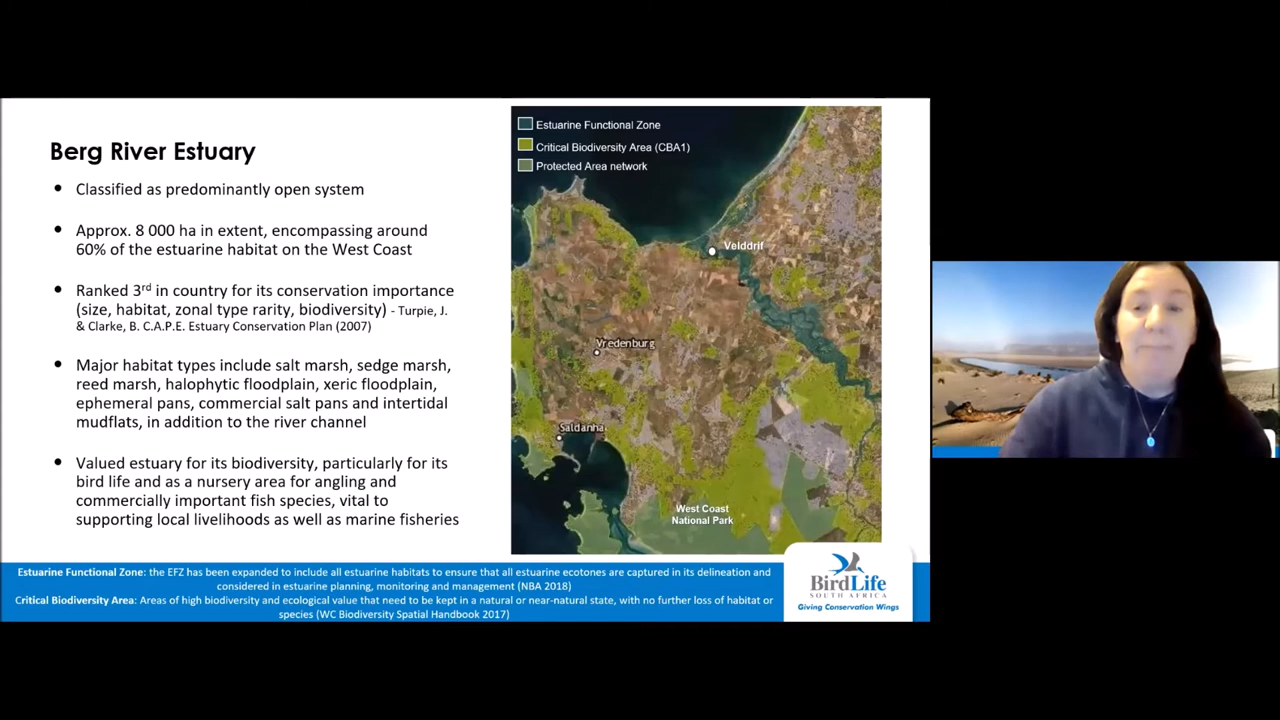 Berg River Estuary
• Classified as predominantly open system
• Approx. 8 000 ha in extent, encompassing around
60% of the estuarine habitat on the West Coast
• Ranked 3rd in country for its conservation importance
(size, habitat, zonal type rarity, biodiversity) - Turpie, J.
& Clarke, B. C.A.P.E. Estuary Conservation Plan (2007)
• Major habitat types include salt marsh, sedge marsh,
reed marsh, halophytic floodplain, xeric floodplain,
ephemeral pans, commercial salt pans and intertidal
mudflats, in addition to the river channel
• Valued estuary for its biodiversity, particularly for its
bird life and as a nursery area for angling and
commercially important fish species, vital to
supporting local livelihoods as well as marine fisheries
Estuarine Functional Zone
Critical Biodiversity Area (CBA1)
Protected Area network
Velddrif
Vredenburg
Saldanha
West Coast
National Park
Estuarine Functional Zone: the EFZ has been expanded to include all estuarine habitats to ensure that all estuarine ecotones are captured in its delineation and
considered in estuarine planning, monitoring and management (NBA 2018)
Critical Biodiversity Area: Areas of high biodiversity and ecological value that need to be kept in a natural or near-natural state, with no further loss of habitat or
species (WC Biodiversity Spatial Handbook 2017)
BirdLife
SOUTH AFRICA
Giving Conservation Wings